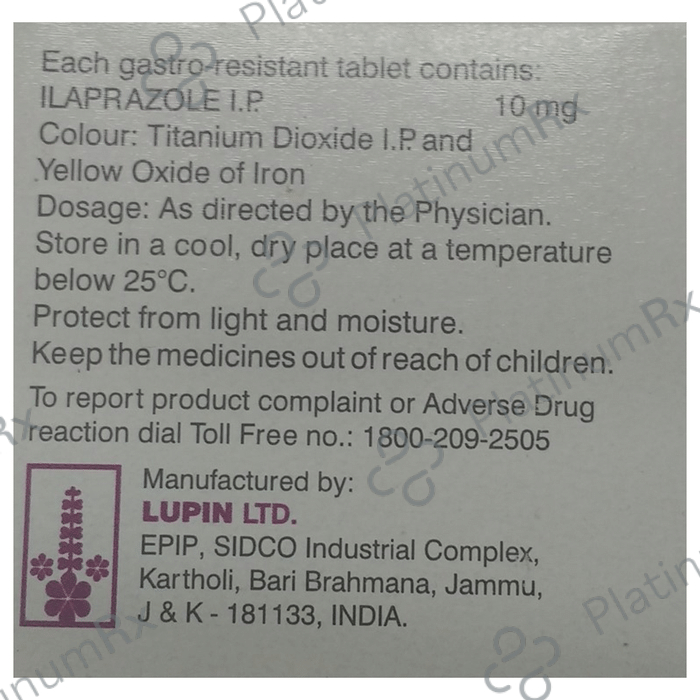 Each gastro-resistant tablet contains:
ILAPRAZOLE I.P. 10 mg
Colour: Titanium Dioxide I.P. and
Yellow Oxide of Iron
Dosage: As directed by the Physician.
Store in a cool, dry place at a temperature
below 25°C.
Protect from light and moisture.
Keep the medicines out of reach of children.
To report product complaint or Adverse Drug
reaction dial Toll Free no.: 1800-209-2505
Manufactured by:
LUPIN LTD.
EPIP, SIDCO Industrial Complex,
Kartholi, Bari Brahmana, Jammu,
J & K - 181133, INDIA.
PlatinumRx
PlatinumRx